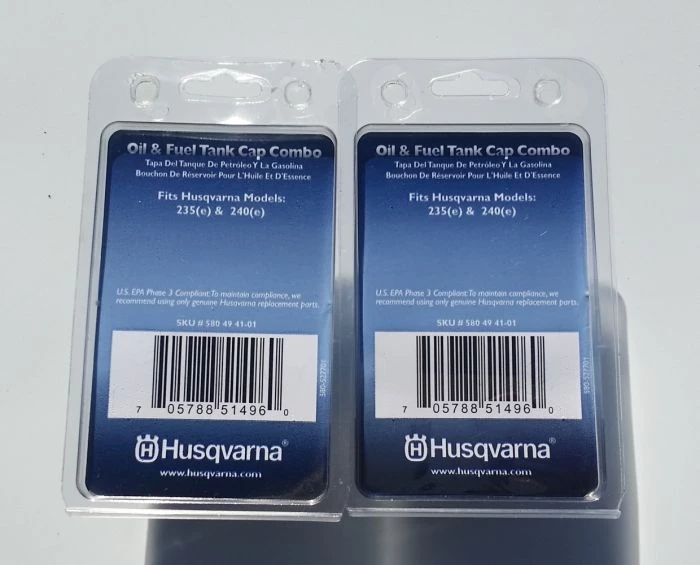 Oil & Fuel Tank Cap Combo
Tapa Del Tanque De Petróleo Y La Gasolina
Bouchon De Réservoir Pour L'Huile Et D'Essence
Fits Husqvarna Models:
235(e) & 240(e)
U.S. EPA Phase 3 Compliant: To maintain compliance, we
recommend using only genuine Husqvarna replacement parts.
SKU # 580 49 41-01
7 05788 51496 0
580-527701
H
Husqvarna®
www.husqvarna.com
Oil & Fuel Tank Cap Combo
Tapa Del Tanque De Petróleo Y La Gasolina
Bouchon De Réservoir Pour L'Huile Et D'Essence
Fits Husqvarna Models:
235(e) & 240(e)
U.S. EPA Phase 3 Compliant: To maintain compliance, we
recommend using only genuine Husqvarna replacement parts.
SKU # 580 49 41-01
7 05788 51496 0
580-527701
H
Husqvarna®
www.husqvarna.com